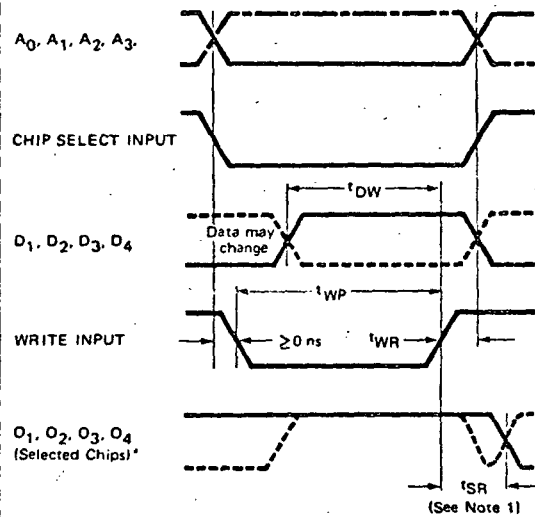 A0, A1, A2, A3.
CHIP SELECT INPUT
tDW
D1, D2, D3, D4
Data may
change
tWP
WRITE INPUT
≥0 ns
tWR
O1, O2, O3, O4
(Selected Chips)*
tSR
(See Note 1)